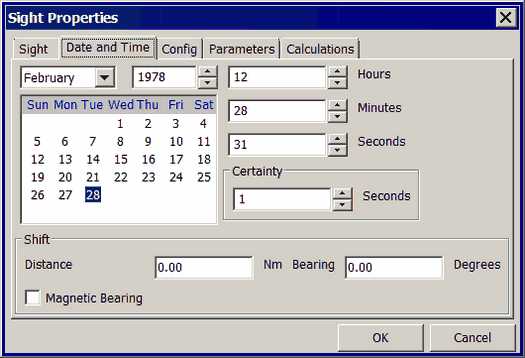 Sight Properties
Sight Date and Time Config Parameters Calculations
February 1978 12 Hours
Sun Mon Tue Wed Thu Fri Sat
28 Minutes
1 2 3 4
5 6 7 8 9 10 11
31 Seconds
12 13 14 15 16 17 18
19 20 21 22 23 24 25
Certainty
26 27 28
1 Seconds
Shift
Distance 0.00 Nm Bearing 0.00 Degrees
Magnetic Bearing
OK Cancel